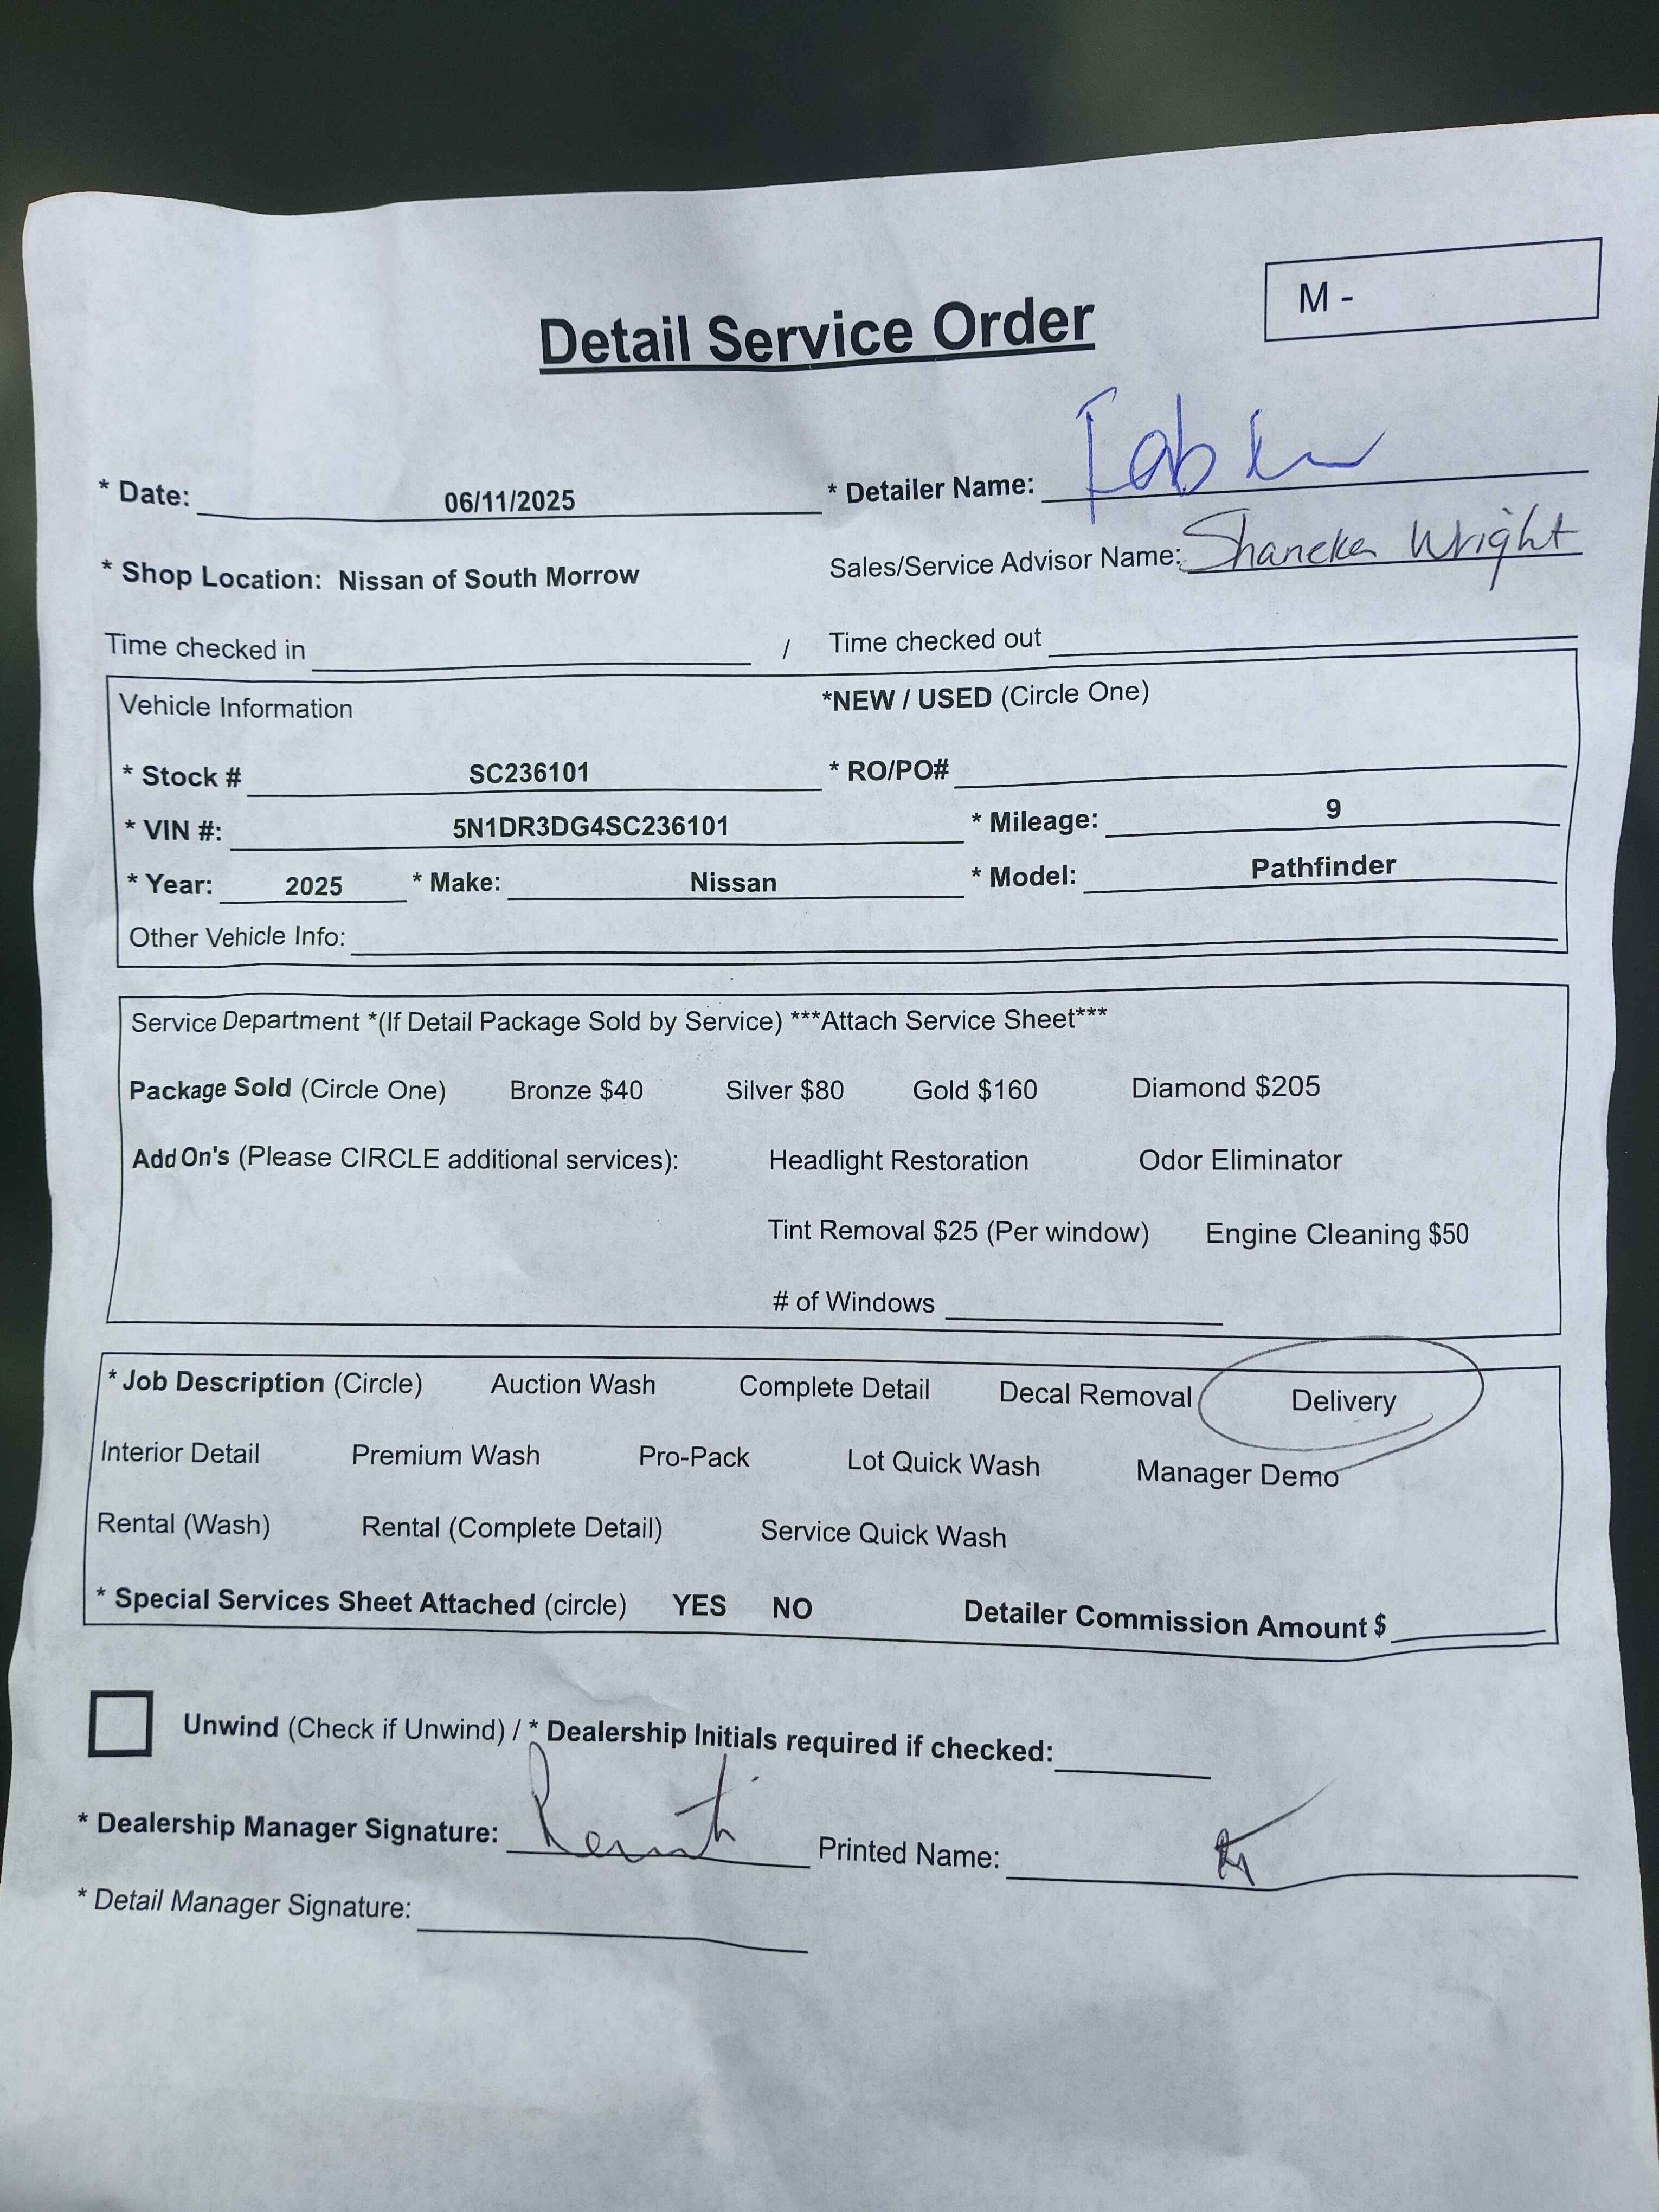 M -
Detail Service Order
* Date: 06/11/2025 * Detailer Name:
* Shop Location: Nissan of South Morrow Sales/Service Advisor Name: Shaneka Wright
Time checked in / Time checked out
Vehicle Information *NEW / USED (Circle One)
* Stock # SC236101 * RO/PO#
* VIN #: 5N1DR3DG4SC236101 * Mileage: 9
* Year: 2025 * Make: Nissan * Model: Pathfinder
Other Vehicle Info:
Service Department *(If Detail Package Sold by Service) ***Attach Service Sheet***
Package Sold (Circle One) Bronze $40 Silver $80 Gold $160 Diamond $205
Add On's (Please CIRCLE additional services): Headlight Restoration Odor Eliminator
Tint Removal $25 (Per window) Engine Cleaning $50
# of Windows
* Job Description (Circle) Auction Wash Complete Detail Decal Removal Delivery
Interior Detail Premium Wash Pro-Pack Lot Quick Wash Manager Demo
Rental (Wash) Rental (Complete Detail) Service Quick Wash
* Special Services Sheet Attached (circle) YES NO Detailer Commission Amount $
Unwind (Check if Unwind) / * Dealership Initials required if checked:
* Dealership Manager Signature: Printed Name:
* Detail Manager Signature: